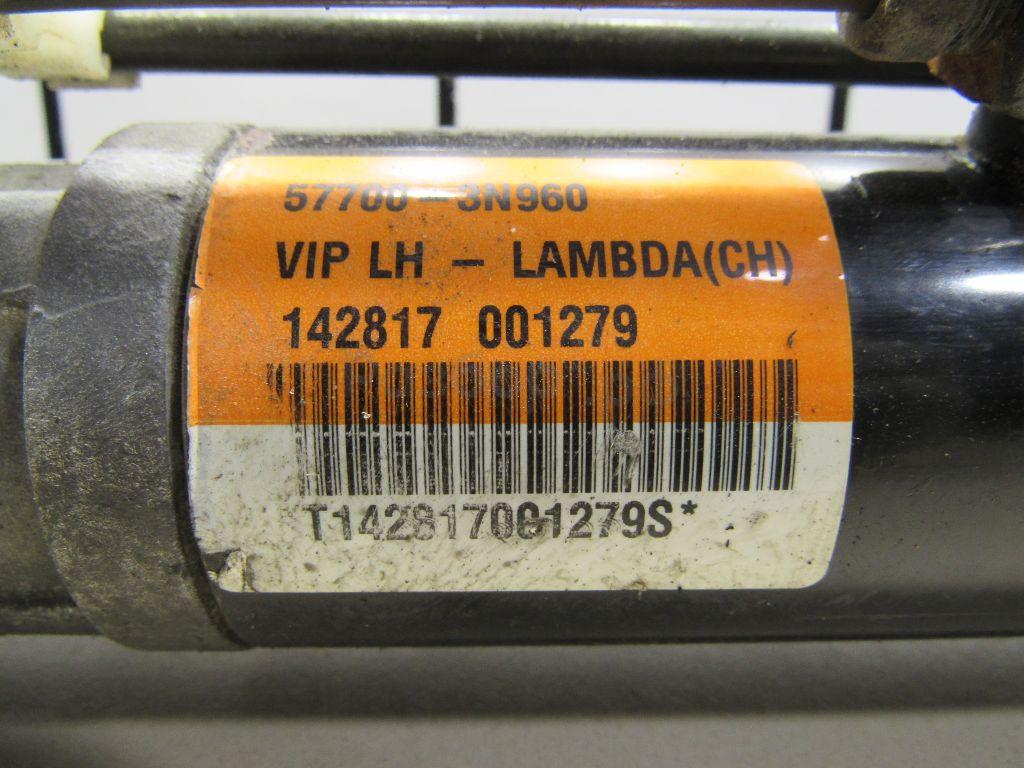 57700-3N960
VIP LH - LAMBDA(CH)
142817 001279
T142817001279S*